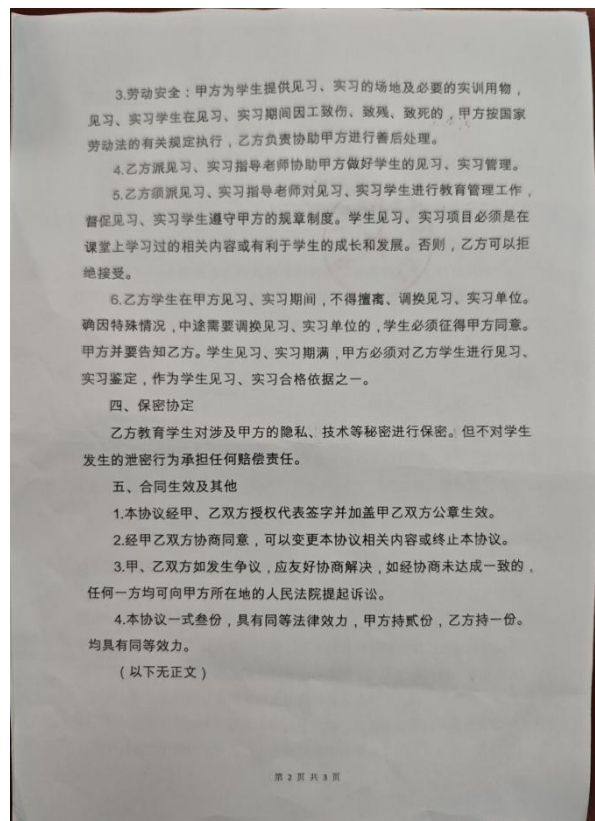 3.劳动安全：甲方为学生提供见习、实习的场地及必要的实训用物，
见习、实习学生在见习、实习期间因工致伤、致残、致死的，甲方按国家
劳动法的有关规定执行，乙方负责协助甲方进行善后处理。
4.乙方派见习、实习指导老师协助甲方做好学生的见习、实习管理。
5.乙方须派见习、实习指导老师对见习、实习学生进行教育管理工作，
督促见习、实习学生遵守甲方的规章制度。学生见习、实习项目必须是在
课堂上学习过的相关内容或有利于学生的成长和发展。否则，乙方可以拒
绝接受。
6.乙方学生在甲方见习、实习期间，不得擅离、调换见习、实习单位。
确因特殊情况，中途需要调换见习、实习单位的，学生必须征得甲方同意。
甲方并要告知乙方。学生见习、实习期满，甲方必须对乙方学生进行见习、
实习鉴定，作为学生见习、实习合格依据之一。
四、保密协定
乙方教育学生对涉及甲方的隐私、技术等秘密进行保密。但不对学生
发生的泄密行为承担任何赔偿责任。
五、合同生效及其他
1.本协议经甲、乙双方授权代表签字并加盖甲乙双方公章生效。
2.经甲乙双方协商同意，可以变更本协议相关内容或终止本协议。
3.甲、乙双方如发生争议，应友好协商解决，如经协商未达成一致的，
任何一方均可向甲方所在地的人民法院提起诉讼。
4.本协议一式叁份，具有同等法律效力，甲方持贰份，乙方持一份。
均具有同等效力。
（以下无正文）
第 2 页 共 3 页